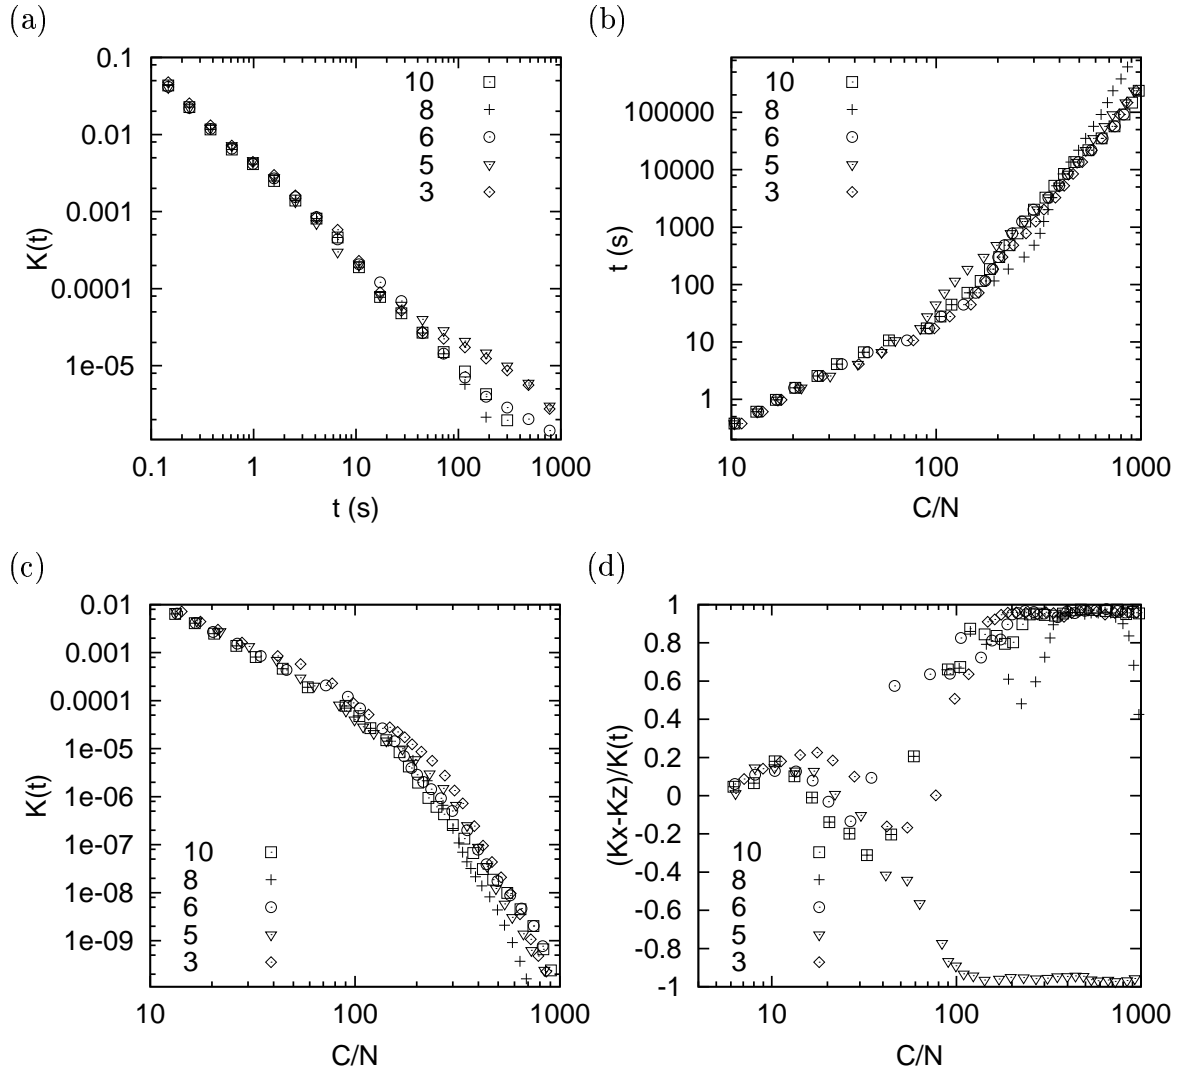 (a)
0.1
0.01
0.001
0.0001
1e-05
0.1 1 10 100 1000
K(t)
t (s)
10
8
6
5
3
(b)
100000
10000
1000
100
10
1
10 100 1000
t (s)
C/N
10
8
6
5
3
(c)
0.01
0.001
0.0001
1e-05
1e-06
1e-07
1e-08
1e-09
10 100 1000
K(t)
C/N
10
8
6
5
3
(d)
1
0.8
0.6
0.4
0.2
0
-0.2
-0.4
-0.6
-0.8
-1
10 100 1000
(Kx-Kz)/K(t)
C/N
10
8
6
5
3